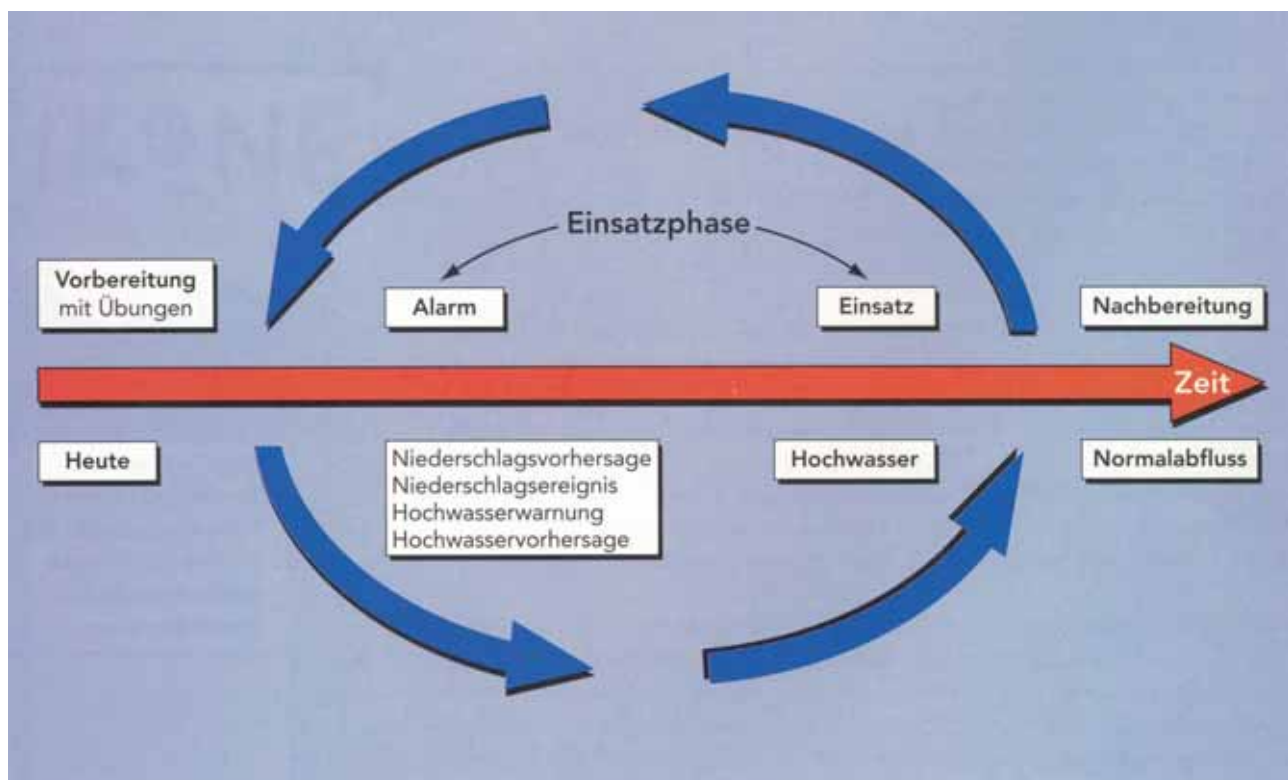 Einsatzphase
Vorbereitung
mit Übungen
Alarm
Einsatz
Nachbereitung
Zeit
Heute
Niederschlagsvorhersage
Niederschlagsereignis
Hochwasserwarnung
Hochwasservorhersage
Hochwasser
Normalabfluss